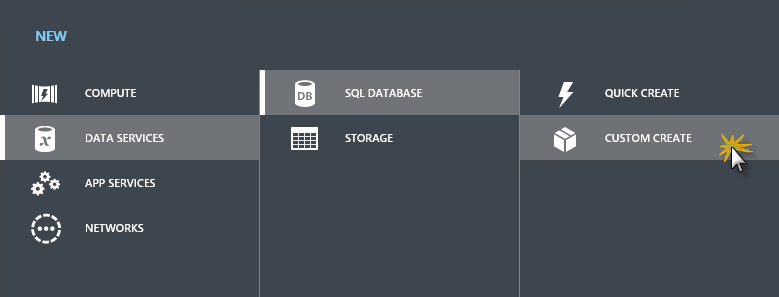 NEW
COMPUTE
DATA SERVICES
APP SERVICES
NETWORKS
DB
SQL DATABASE
STORAGE
QUICK CREATE
CUSTOM CREATE
x